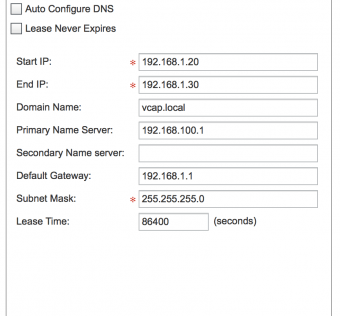 Auto Configure DNS
Lease Never Expires
Start IP: * 192.168.1.20
End IP: * 192.168.1.30
Domain Name: vcap.local
Primary Name Server: 192.168.100.1
Secondary Name server:
Default Gateway: 192.168.1.1
Subnet Mask: * 255.255.255.0
Lease Time: 86400 (seconds)